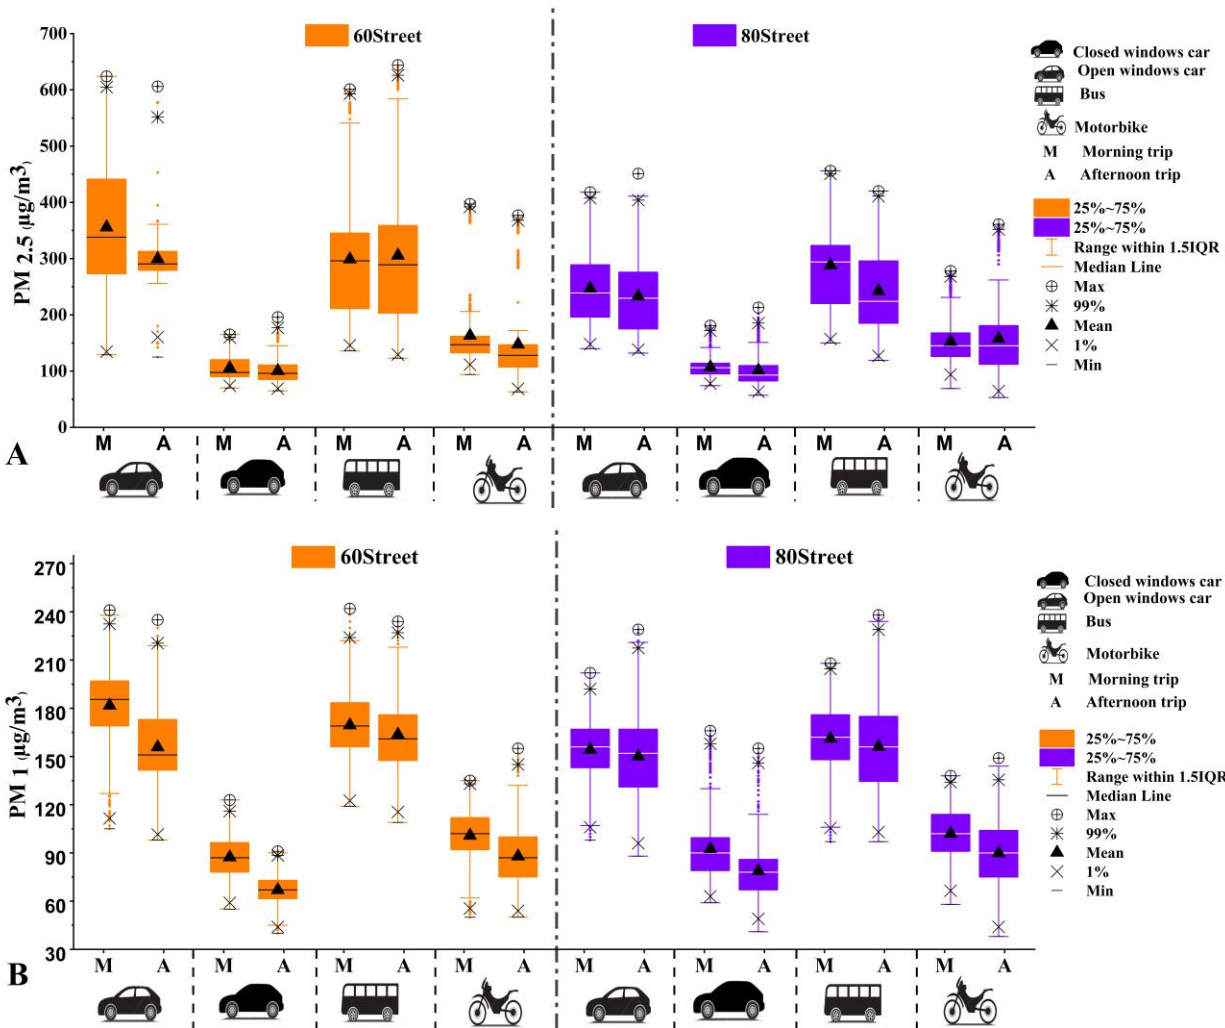 A
60Street
80Street
PM 2.5 (μg/m3)
700
600
500
400
300
200
100
0
M A M A M A M A M A M A M A M A
Closed windows car
Open windows car
Bus
Motorbike
M Morning trip
A Afternoon trip
25%~75%
25%~75%
Range within 1.5IQR
Median Line
Max
99%
Mean
1%
Min
A
60Street
80Street
PM 1 (μg/m3)
270
240
210
180
150
120
90
60
30
M A M A M A M A M A M A M A M A
Closed windows car
Open windows car
Bus
Motorbike
M Morning trip
A Afternoon trip
25%~75%
25%~75%
Range within 1.5IQR
Median Line
Max
99%
Mean
1%
Min
B